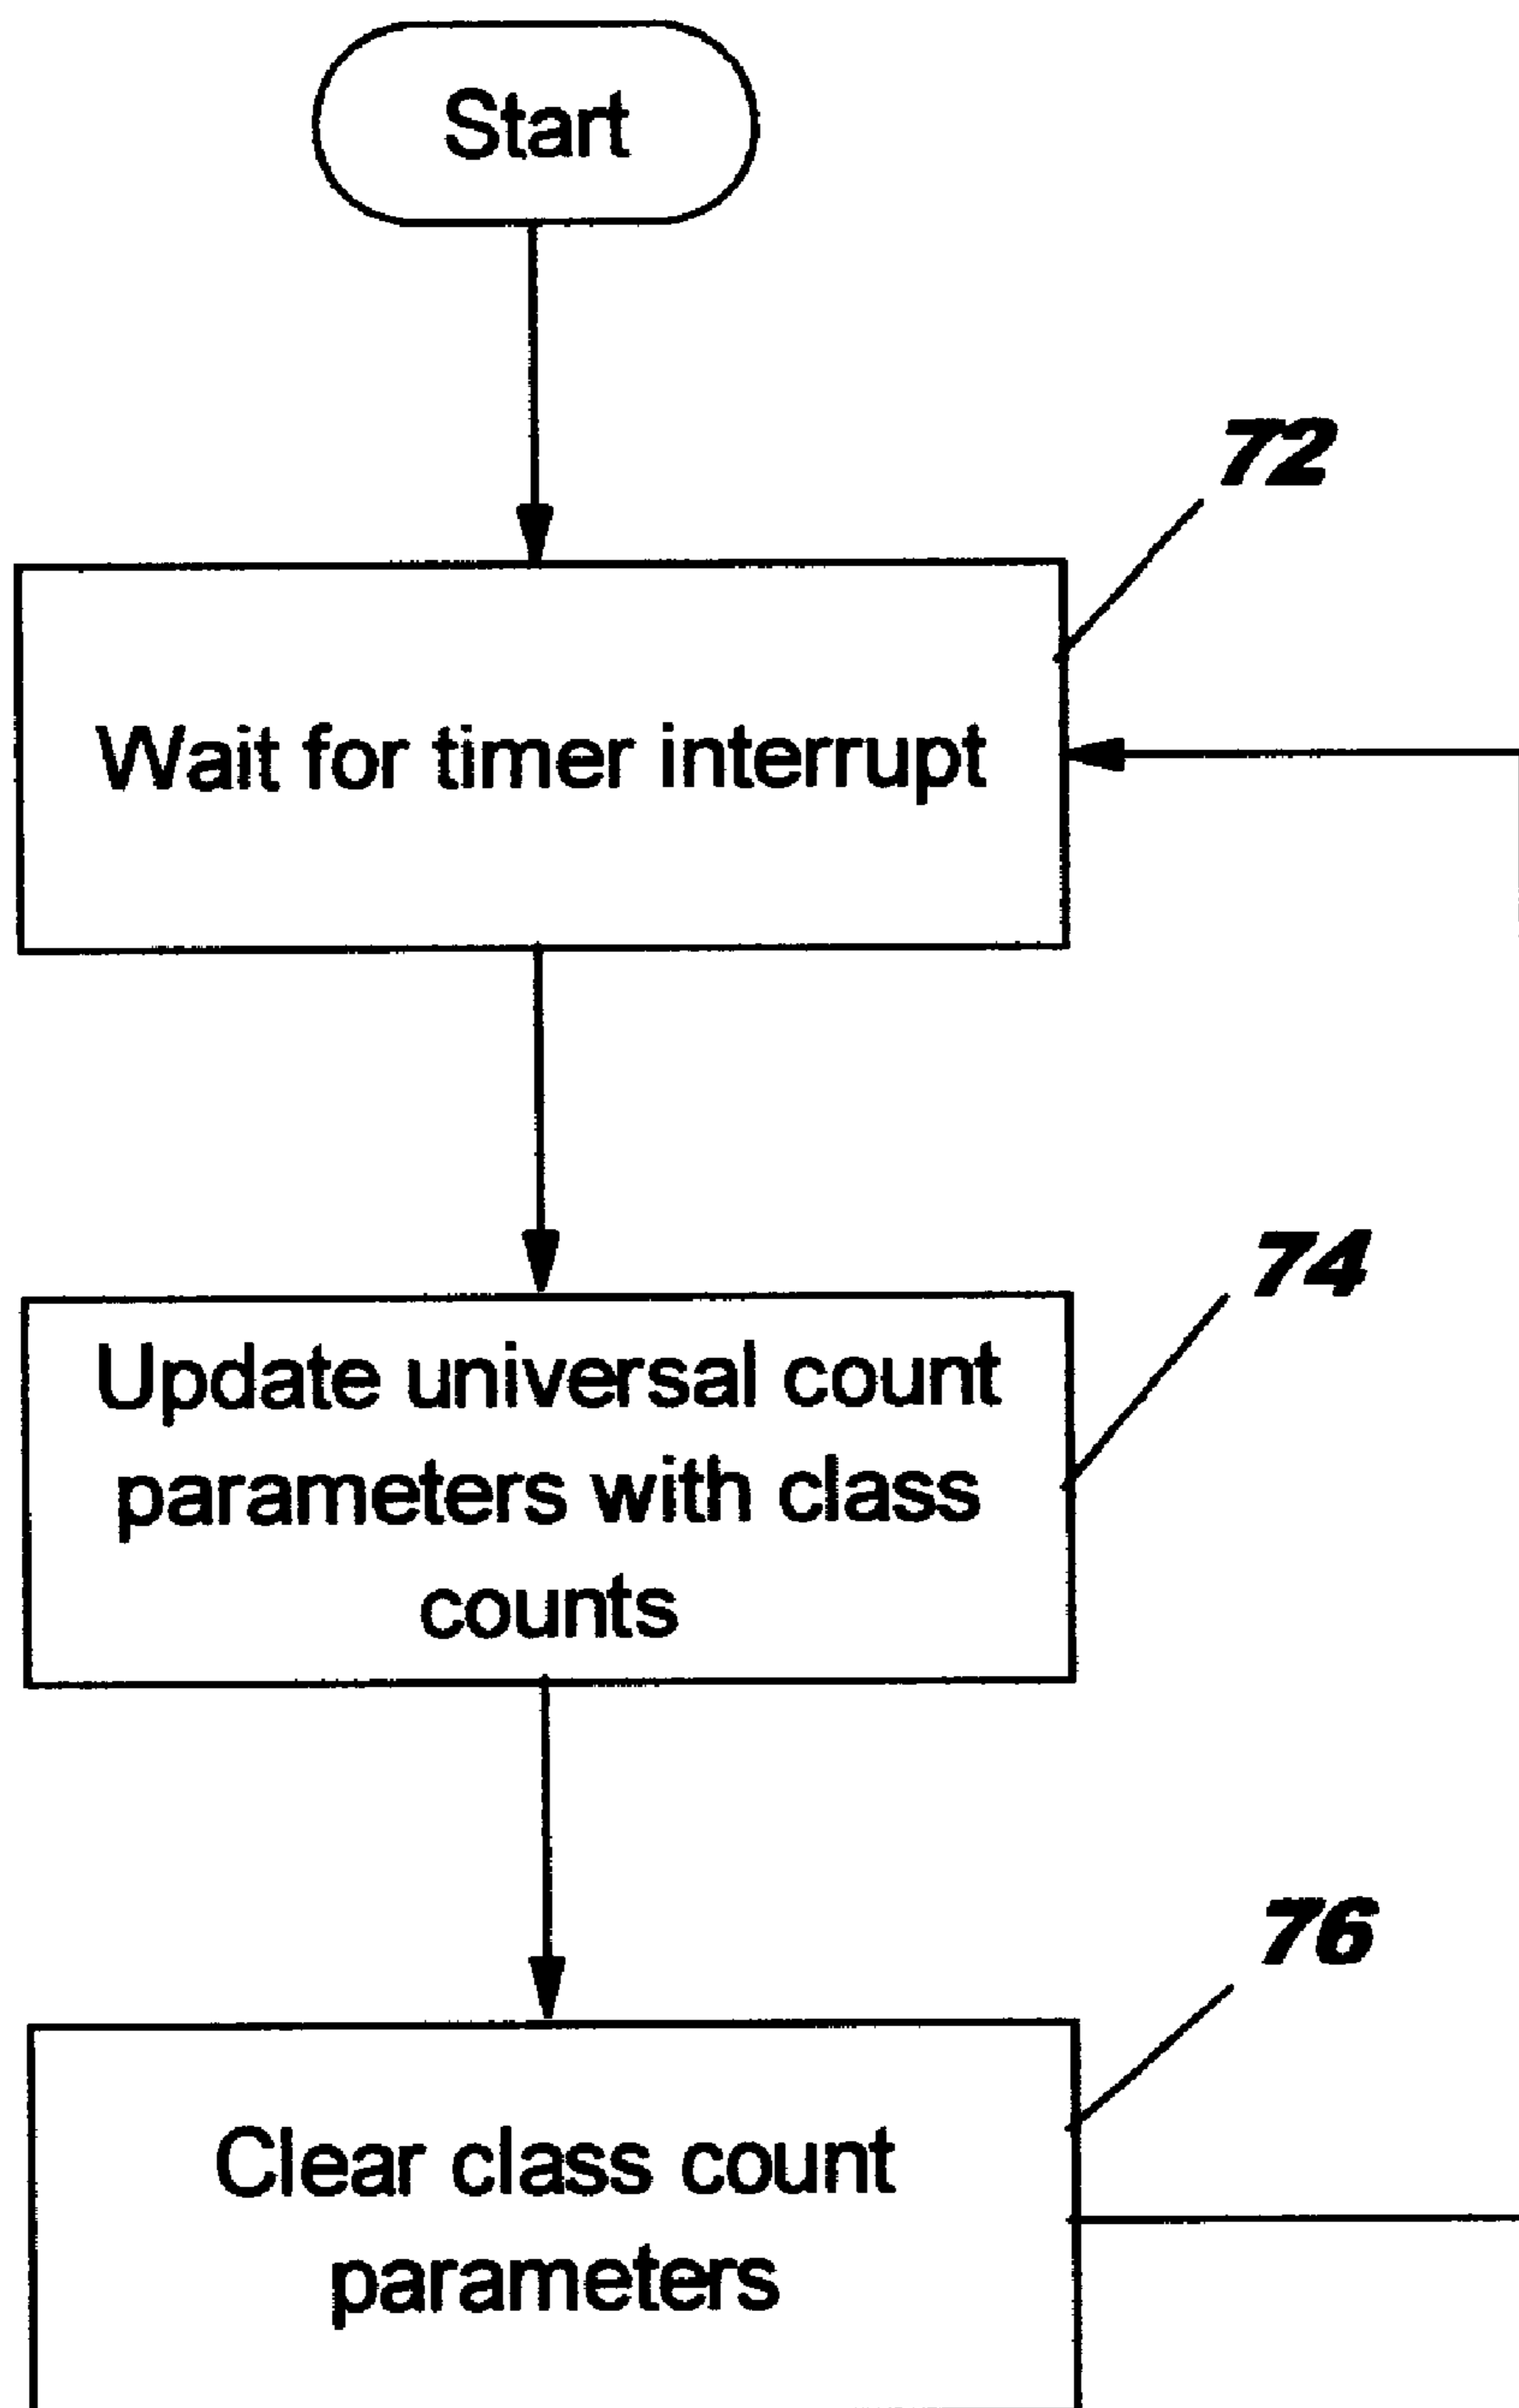 Start
72
Wait for timer interrupt
74
Update universal count
parameters with class
counts
76
Clear class count
parameters